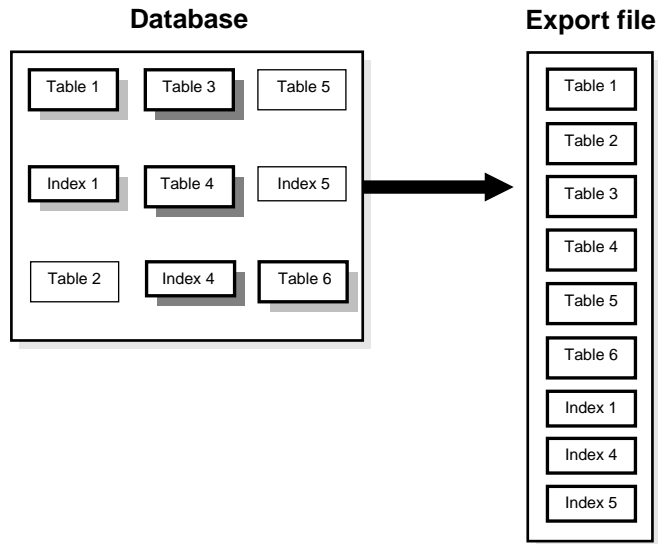 Database
Table 1
Table 3
Table 5
Index 1
Table 4
Index 5
Table 2
Index 4
Table 6
Export file
Table 1
Table 2
Table 3
Table 4
Table 5
Table 6
Index 1
Index 4
Index 5